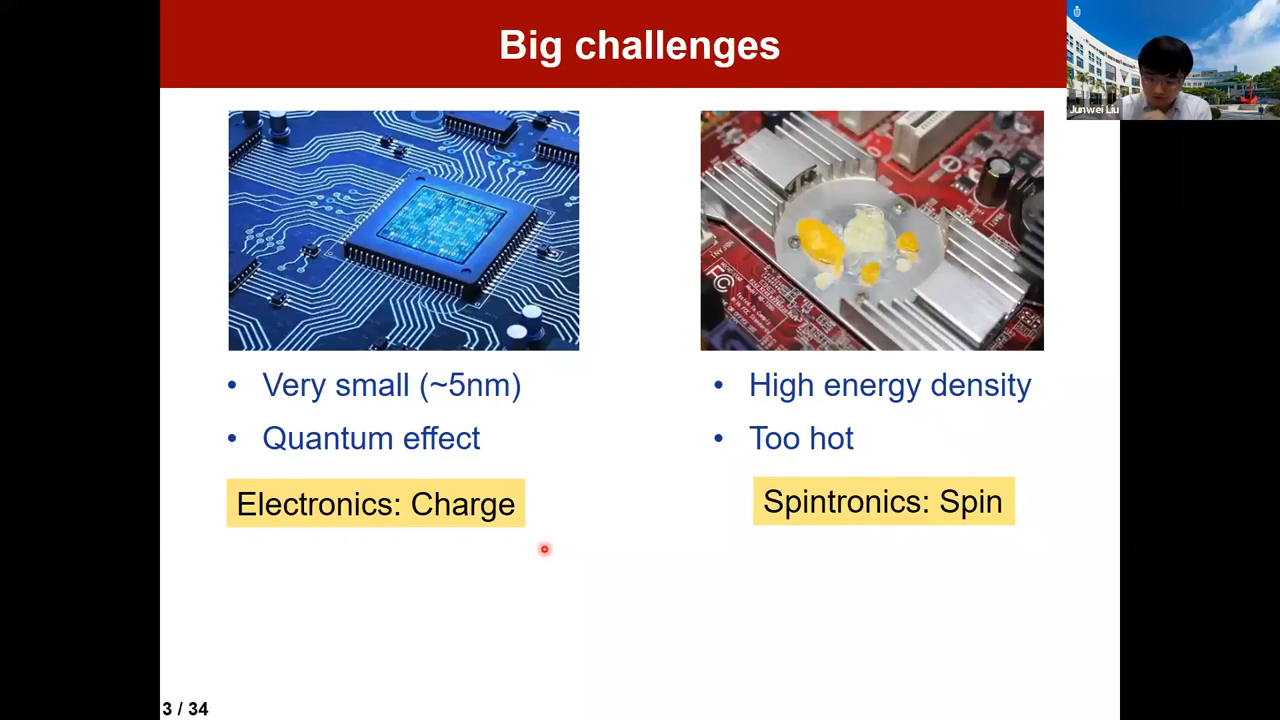 Big challenges
Junwei Liu
• Very small (~5nm)
• Quantum effect
Electronics: Charge
• High energy density
• Too hot
Spintronics: Spin
3 / 34